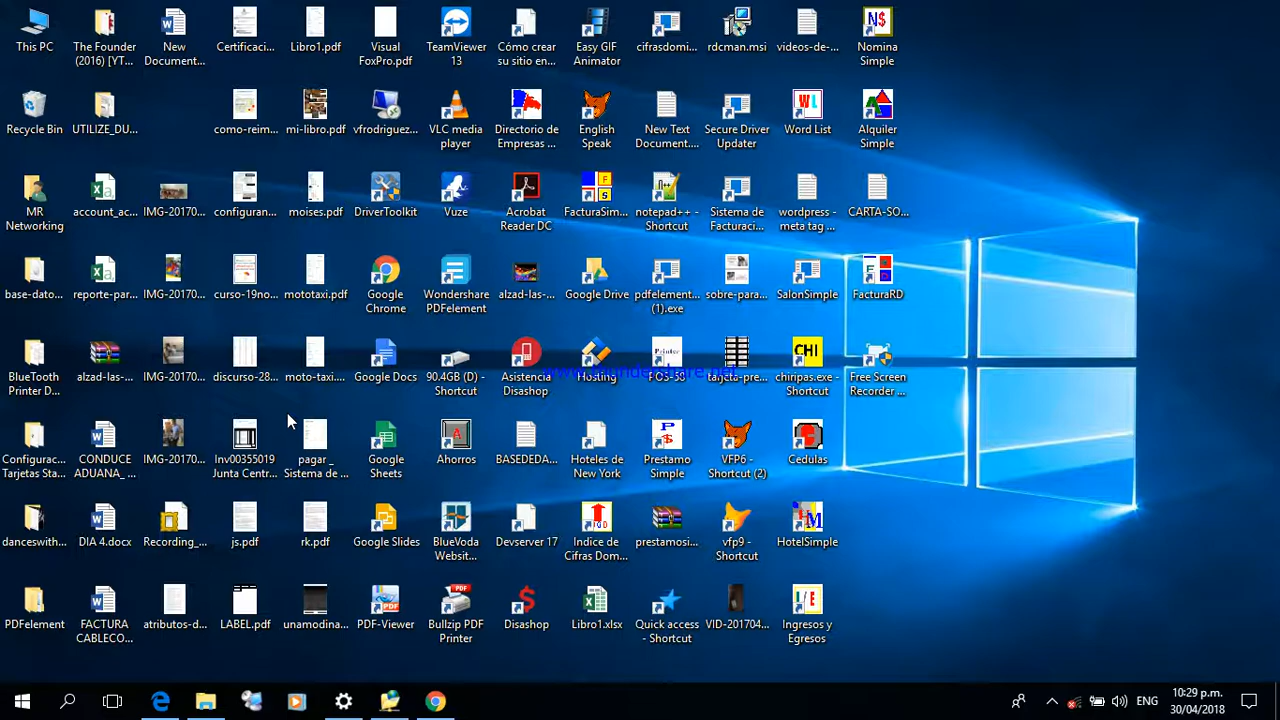 This PC
The Founder
(2016) [YT...
New
Document...
Certificaci...
Libro1.pdf
Visual
FoxPro.pdf
TeamViewer
13
Cómo crear
su sitio en...
Easy GIF
Animator
cifrasdomi...
rdcman.msi
videos-de-...
Nomina
Simple
Recycle Bin
UTILIZE_DU...
como-reim...
mi-libro.pdf
vfrodriguez...
VLC media
player
Directorio de
Empresas ...
English
Speak
New Text
Document....
Secure Driver
Updater
Word List
Alquiler
Simple
MR
Networking
account_ac...
IMG-20170...
configuran...
moises.pdf
DriverToolkit
Vuze
Acrobat
Reader DC
FacturaSim...
notepad++ -
Shortcut
Sistema de
Facturaci...
wordpress -
meta tag ...
CARTA-SO...
base-dato...
reporte-par...
IMG-20170...
curso-19no...
mototaxi.pdf
Google
Chrome
Wondershare
PDFelement
alzad-las-...
Google Drive
pdfelement...
(1).exe
sobre-para...
SalonSimple
FacturaRD
BlueTooth
Printer D...
alzad-las-...
IMG-20170...
discurso-28...
moto-taxi....
Google Docs
90.4GB (D) -
Shortcut
Asistencia
Disashop
Hosting
POS-58
tarjeta-pre...
chiripas.exe -
Shortcut
Free Screen
Recorder ...
www.thundershare.net
Configurac...
Tarjetas Sta...
CONDUCE
ADUANA_ ...
IMG-20170...
Inv00355019
Junta Centr...
pagar _
Sistema de ...
Google
Sheets
Ahorros
BASEDEDA...
Hoteles de
New York
Prestamo
Simple
VFP6 -
Shortcut (2)
Cedulas
danceswith...
DIA 4.docx
Recording_...
js.pdf
rk.pdf
Google Slides
BlueVoda
Websit...
Devserver 17
Indice de
Cifras Dom...
prestamosi...
vfp9 -
Shortcut
HotelSimple
PDFelement
FACTURA
CABLECO...
atributos-d...
LABEL.pdf
unamodina...
PDF-Viewer
Bullzip PDF
Printer
Disashop
Libro1.xlsx
Quick access
- Shortcut
VID-201704...
Ingresos y
Egresos
ENG
10:29 p.m.
30/04/2018